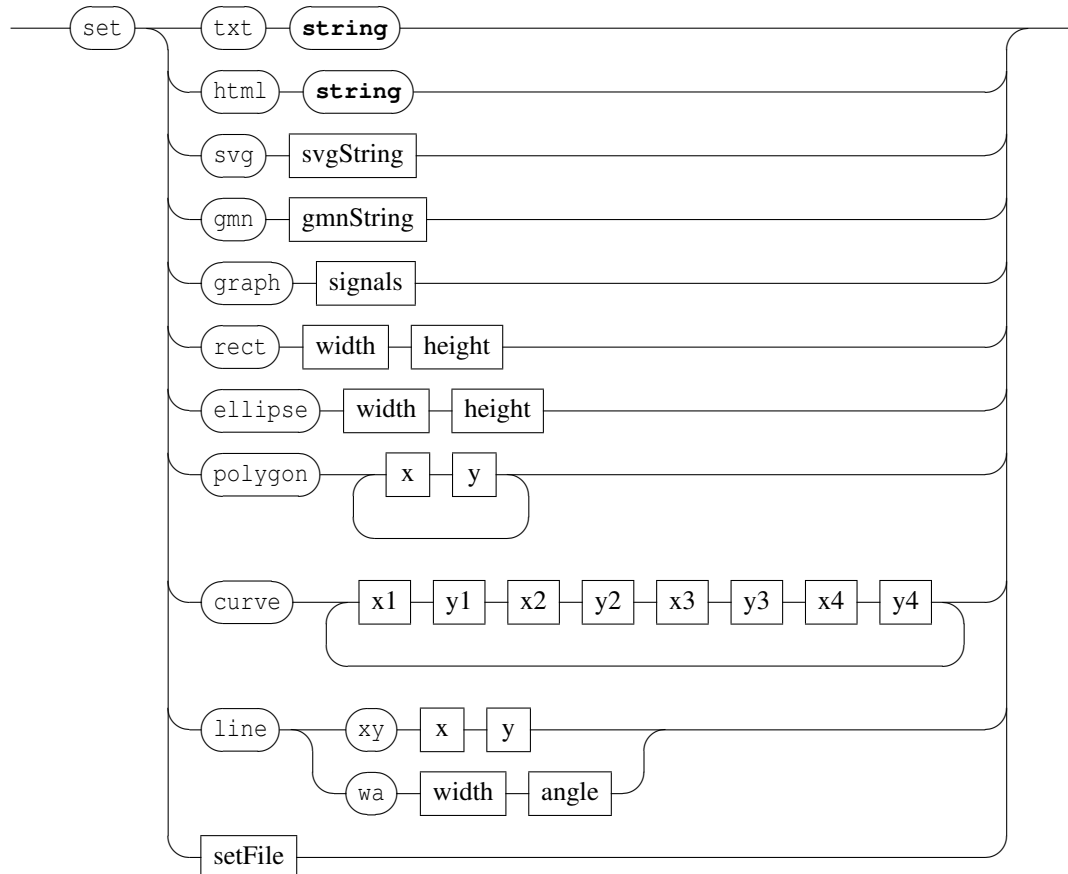 set txt string
html string
svg svgString
gmn gmnString
graph signals
rect width height
ellipse width height
polygon x y
curve x1 y1 x2 y2 x3 y3 x4 y4
line xy x y
wa width angle
setFile